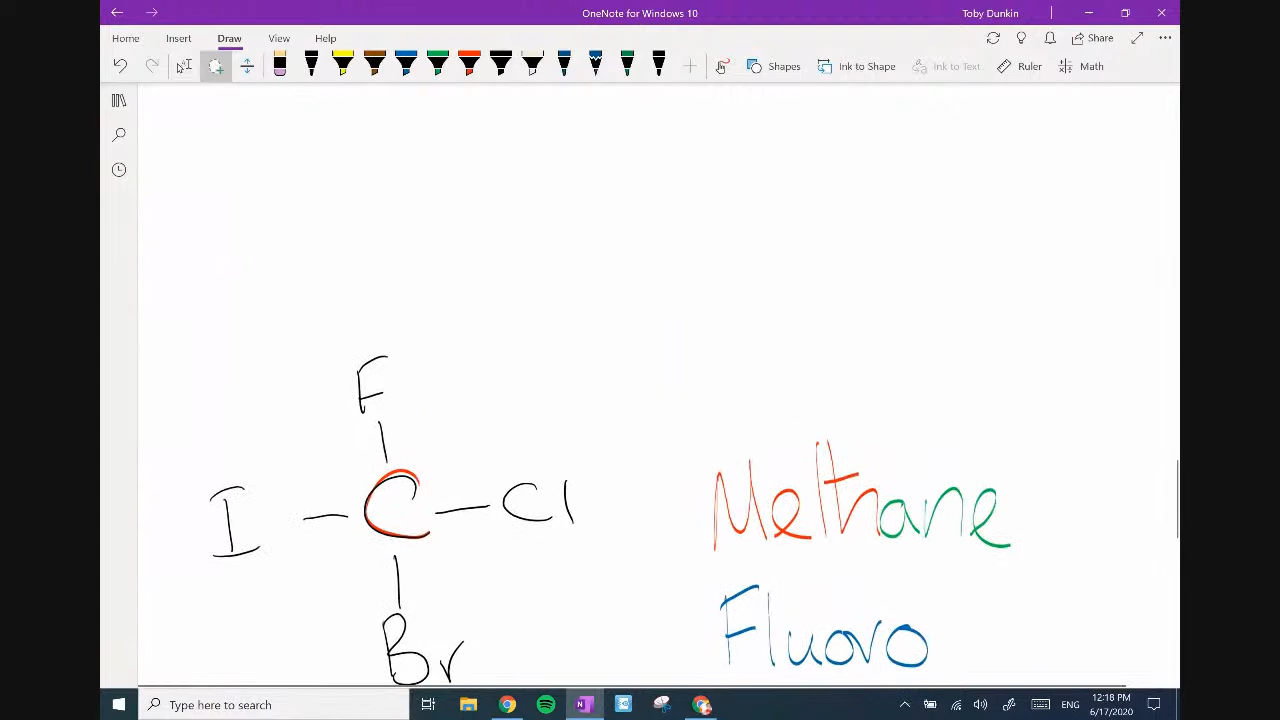 OneNote for Windows 10
Toby Dunkin
Home Insert Draw View Help
Share
Shapes Ink to Shape Ink to Text Ruler Math
F
I - C - Cl
Br
Methane
Fluoro
Type here to search
ENG
12:18 PM
6/17/2020